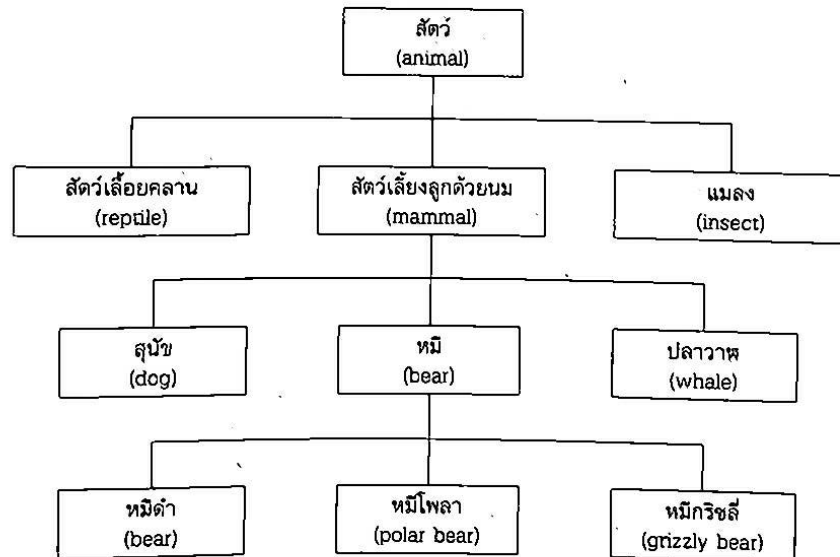 สัตว์
(animal)
สัตว์เลื้อยคลาน
(reptile)
สัตว์เลี้ยงลูกด้วยนม
(mammal)
แมลง
(insect)
สุนัข
(dog)
หมี
(bear)
ปลาวาฬ
(whale)
หมีดำ
(bear)
หมีโพลา
(polar bear)
หมีกริซลี่
(grizzly bear)